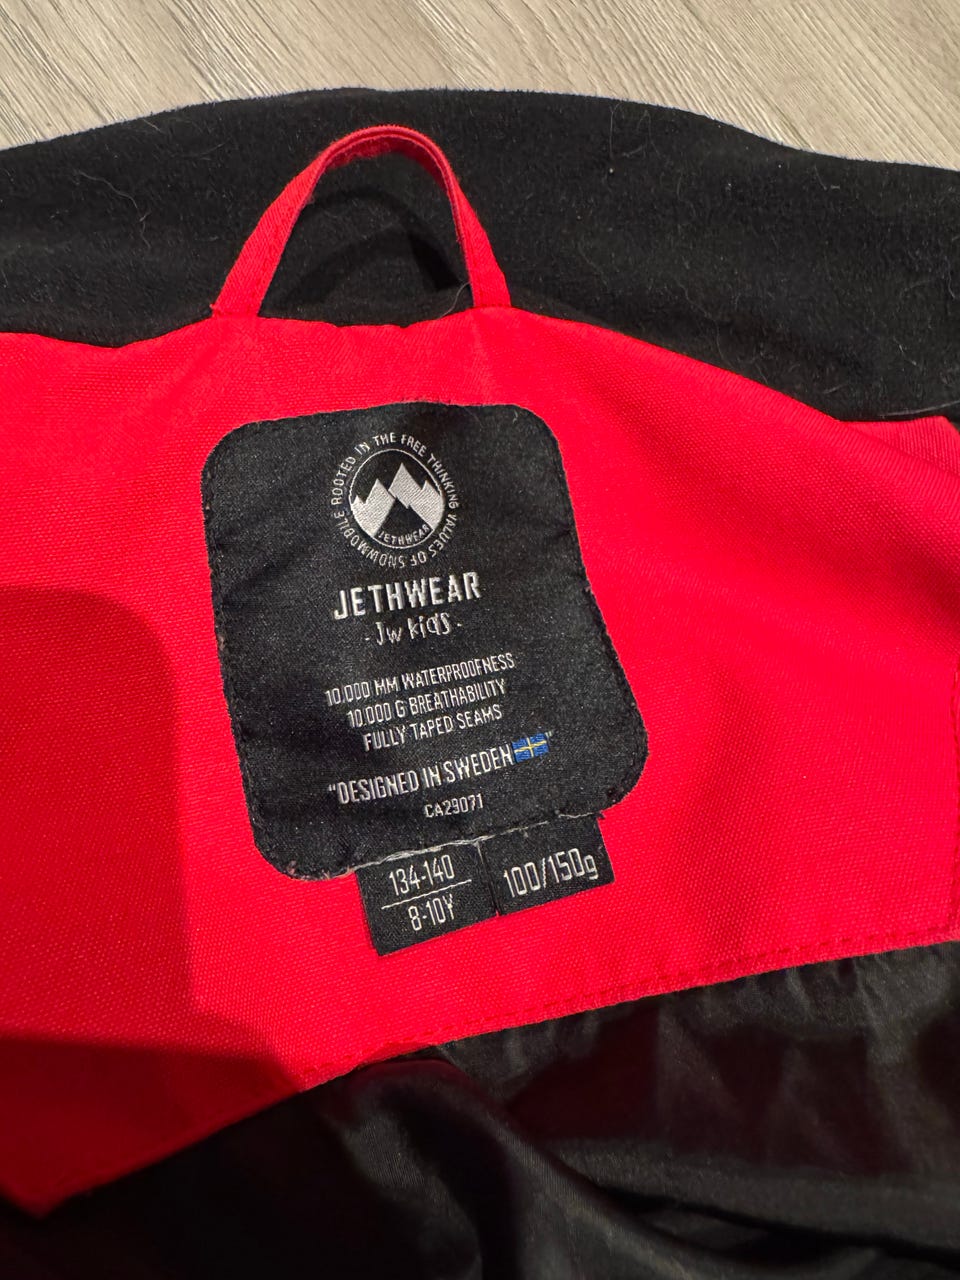 SNOWMOBILE ROOTED IN THE FREE THINKING VALUES OF
JETHWEAR
JETHWEAR
- Jw kids -
10.000 MM WATERPROOFNESS
10.000 G BREATHABILITY
FULLY TAPED SEAMS
"DESIGNED IN SWEDEN"
CA29071
134-140
8-10Y
100/150g